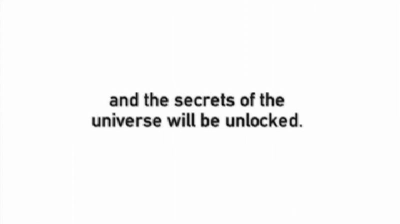 and the secrets of the
universe will be unlocked.